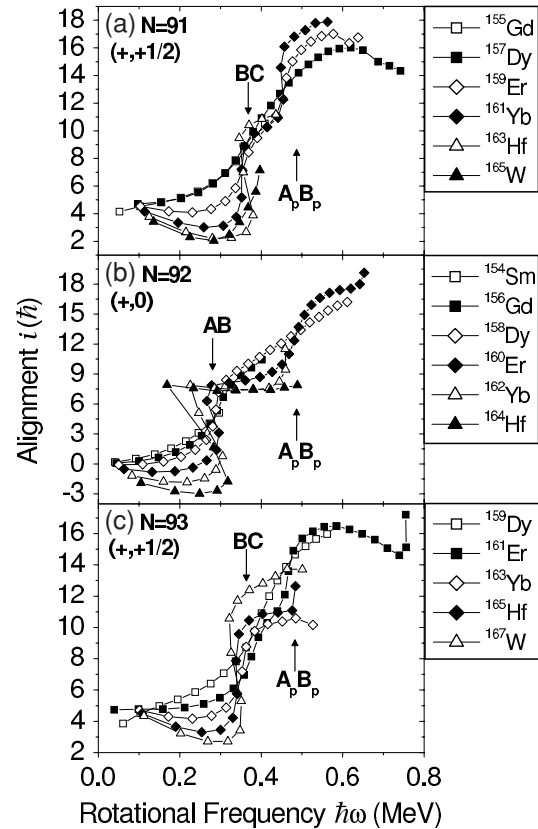 (a) N=91
(+,+1/2)
BC
A_pB_p
18
16
14
12
10
8
6
4
2
¹⁵⁵Gd
¹⁵⁷Dy
¹⁵⁹Er
¹⁶¹Yb
¹⁶³Hf
¹⁶⁵W
(b) N=92
(+,0)
AB
A_pB_p
18
15
12
9
6
3
0
-3
¹⁵⁴Sm
¹⁵⁶Gd
¹⁵⁸Dy
¹⁶⁰Er
¹⁶²Yb
¹⁶⁴Hf
Alignment i (ħ)
(c) N=93
(+,+1/2)
BC
A_pB_p
16
14
12
10
8
6
4
2
¹⁵⁹Dy
¹⁶¹Er
¹⁶³Yb
¹⁶⁵Hf
¹⁶⁷W
0.0 0.2 0.4 0.6 0.8
Rotational Frequency ħω (MeV)